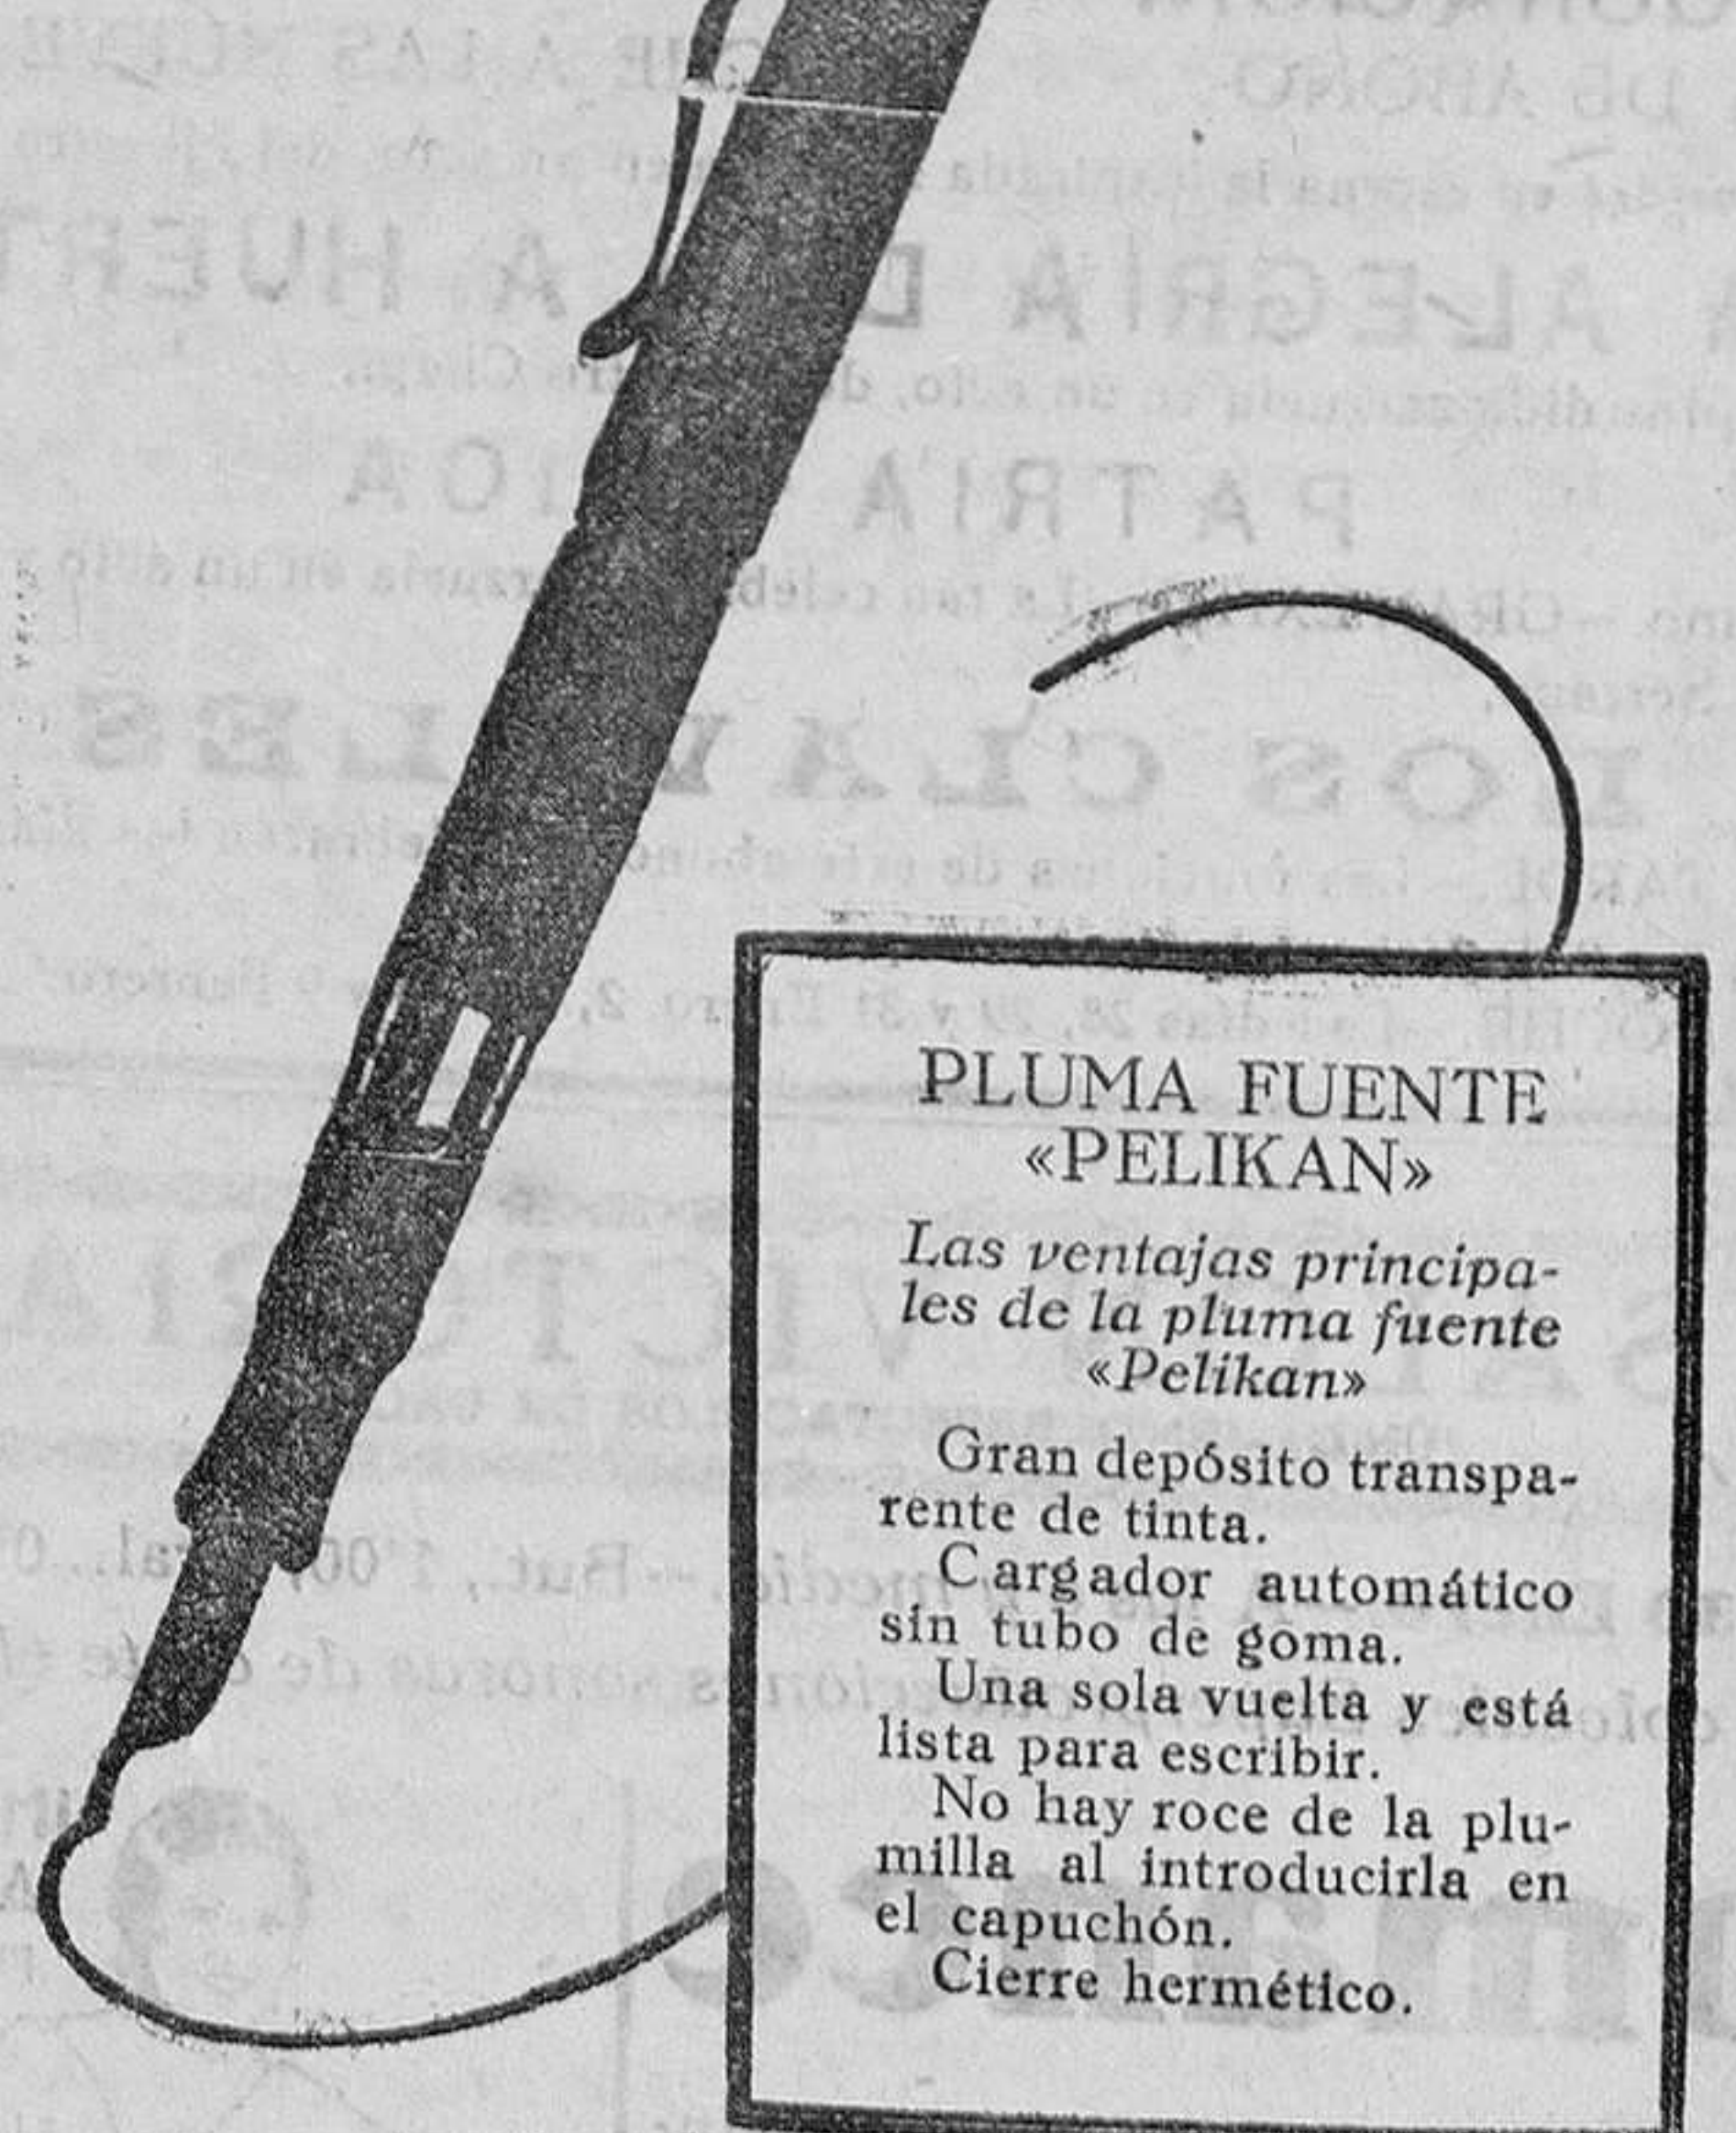 PLUMA FUENTE
«PELIKAN»
Las ventajas principa-
les de la pluma fuente
«Pelikan»
Gran depósito transpa-
rente de tinta.
Cargador automático
sin tubo de goma.
Una sola vuelta y está
lista para escribir.
No hay roce de la plu-
milla al introducirla en
el capuchón.
Cierre hermético.